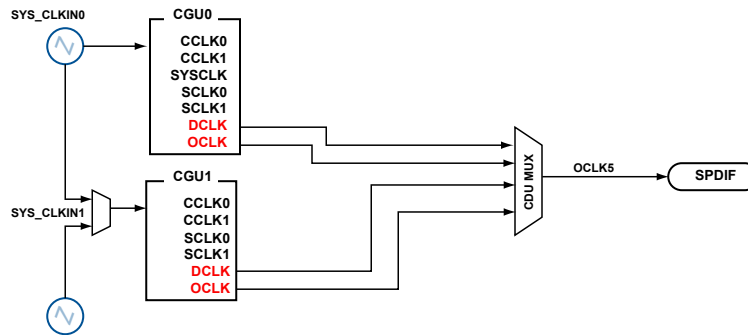 SYS_CLKIN0
CGU0
CCLK0
CCLK1
SYSCLK
SCLK0
SCLK1
DCLK
OCLK
CDU MUX
OCLK5
SPDIF
SYS_CLKIN1
CGU1
CCLK0
CCLK1
SCLK0
SCLK1
DCLK
OCLK